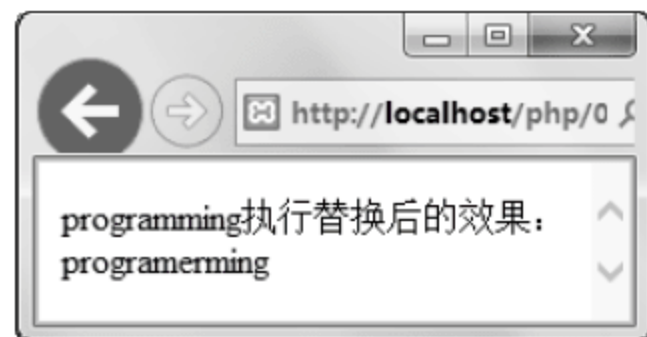 http://localhost/php/0
programming执行替换后的效果：
programerming